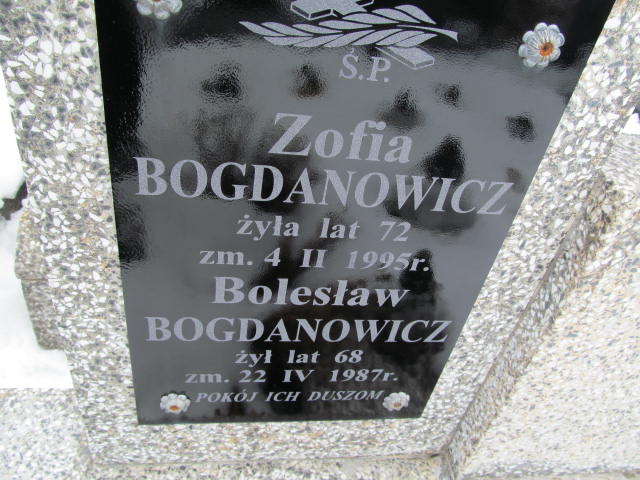 Ś.P.
Zofia
BOGDANOWICZ
żyła lat 72
zm. 4 II 1995r.
Bolesław
BOGDANOWICZ
żył lat 68
zm. 22 IV 1987r.
POKÓJ ICH DUSZOM